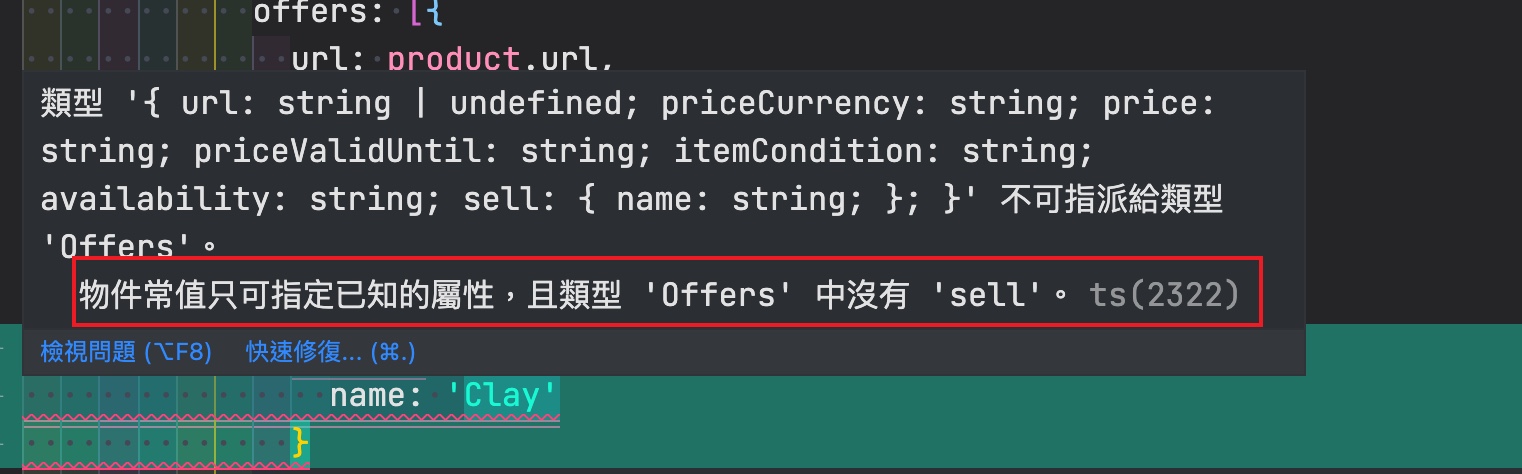 offers: [{
url: product.url,
類型 '{ url: string | undefined; priceCurrency: string; price:
string; priceValidUntil: string; itemCondition: string;
availability: string; sell: { name: string; }; }' 不可指派給類型
'Offers'。
物件常值只可指定已知的屬性，且類型 'Offers' 中沒有 'sell'。 ts(2322)
檢視問題 (⌥F8) 快速修復... (⌘.)
name: 'Clay'
}